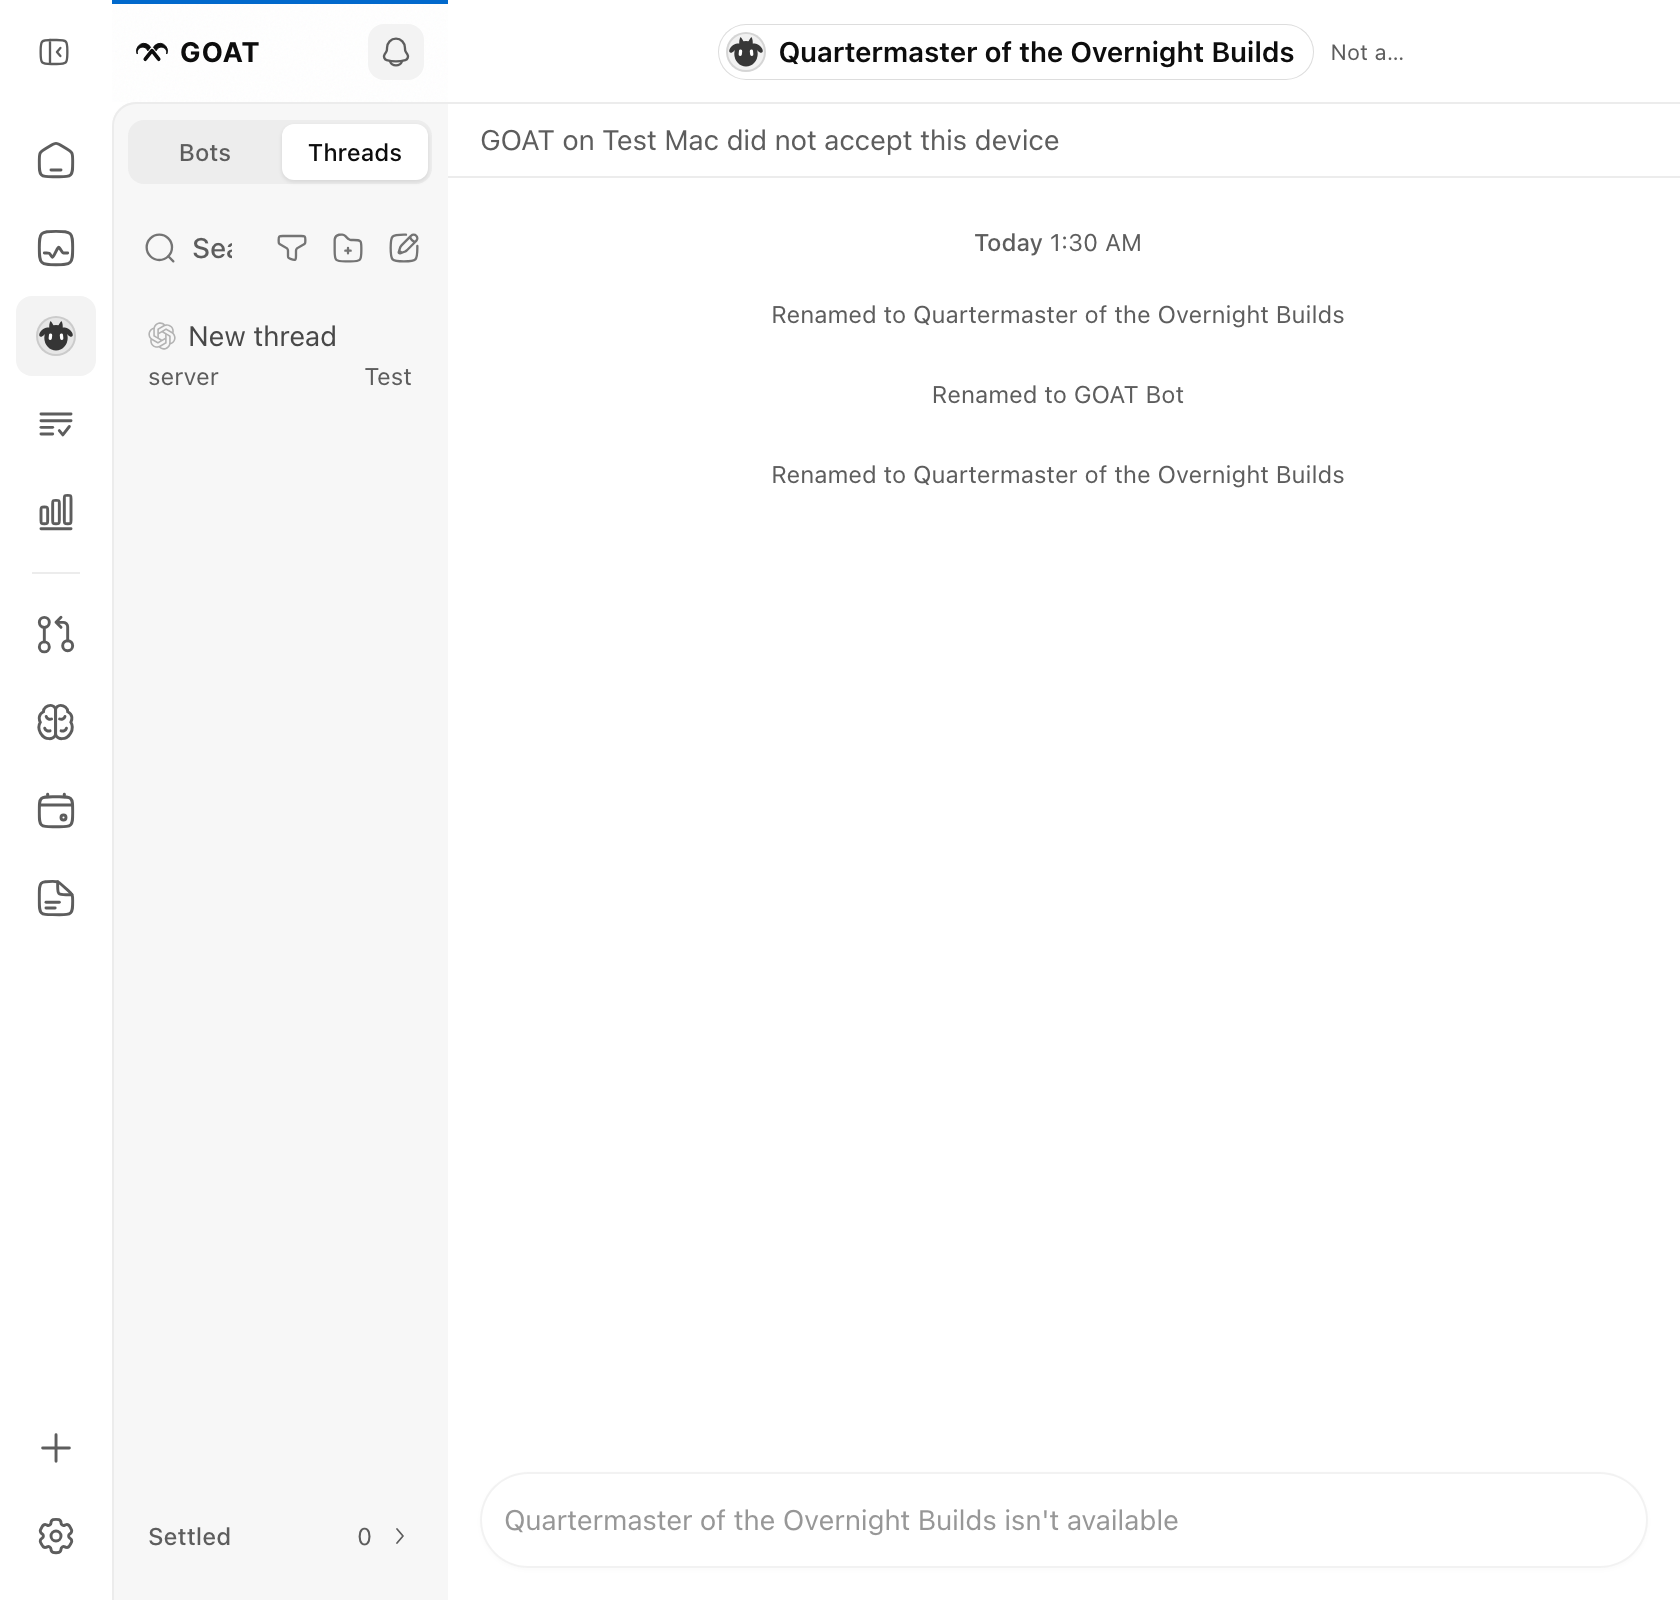 GOAT
Quartermaster of the Overnight Builds
Not a...
Bots
Threads
GOAT on Test Mac did not accept this device
Sea
Today 1:30 AM
Renamed to Quartermaster of the Overnight Builds
New thread
server
Test
Renamed to GOAT Bot
Renamed to Quartermaster of the Overnight Builds
Quartermaster of the Overnight Builds isn't available
Settled
0